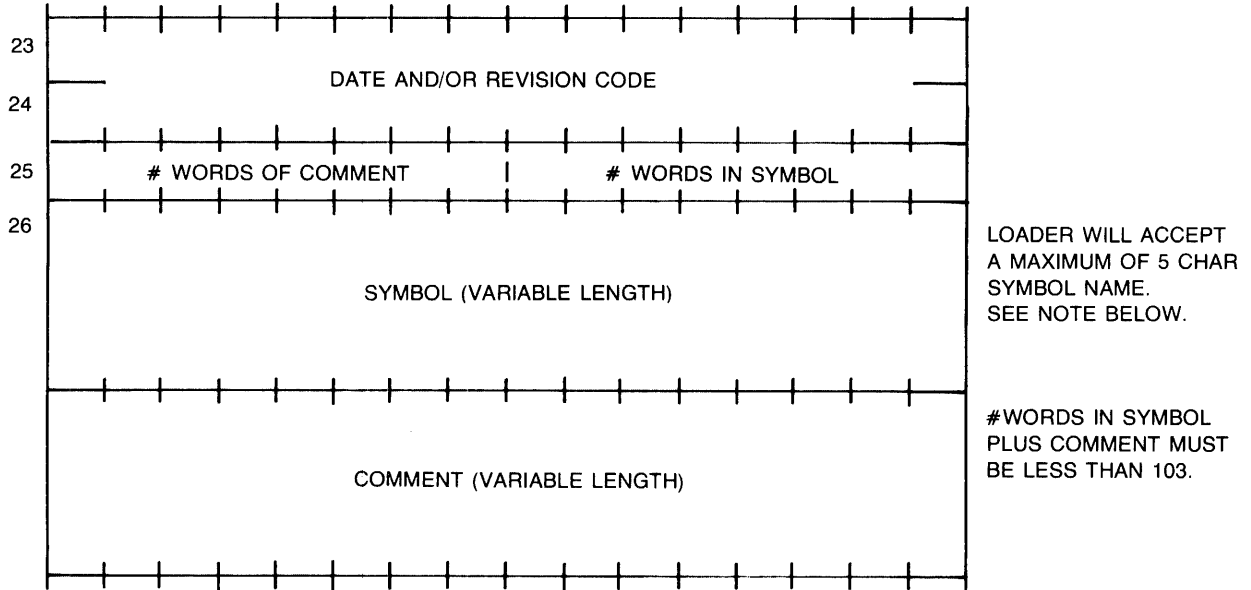 23
DATE AND/OR REVISION CODE
24
25
# WORDS OF COMMENT
# WORDS IN SYMBOL
26
SYMBOL (VARIABLE LENGTH)
LOADER WILL ACCEPT
A MAXIMUM OF 5 CHAR
SYMBOL NAME.
SEE NOTE BELOW.
COMMENT (VARIABLE LENGTH)
#WORDS IN SYMBOL
PLUS COMMENT MUST
BE LESS THAN 103.